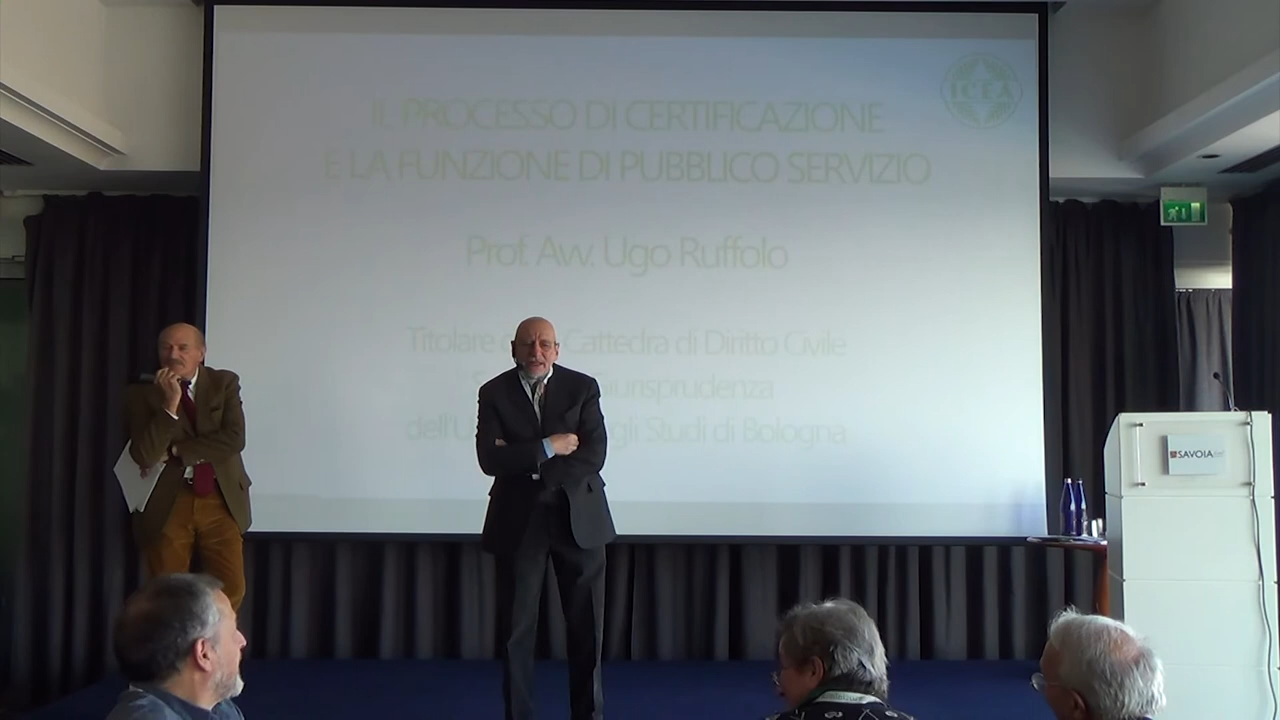 ICEA
IL PROCESSO DI CERTIFICAZIONE
E LA FUNZIONE DI PUBBLICO SERVIZIO
Prof. Avv. Ugo Ruffolo
Titolare Cattedra di Diritto Civile
Giurisprudenza
Studi di Bologna
SAVOIA